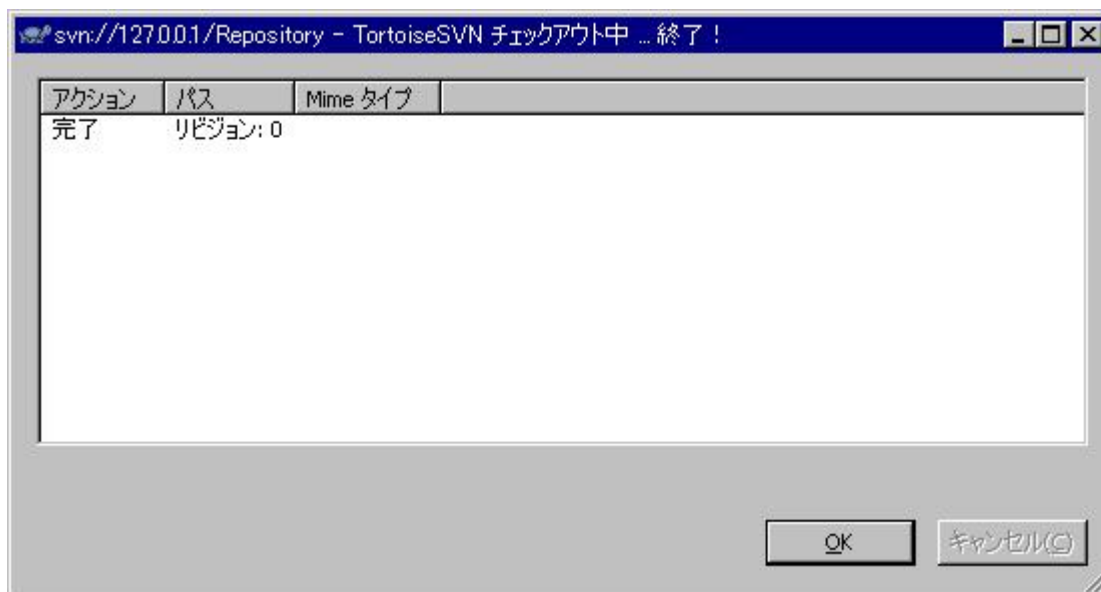 svn://127.0.0.1/Repository - TortoiseSVN チェックアウト中 ...終了！
アクション パス Mime タイプ
完了 リビジョン: 0
OK キャンセル(C)